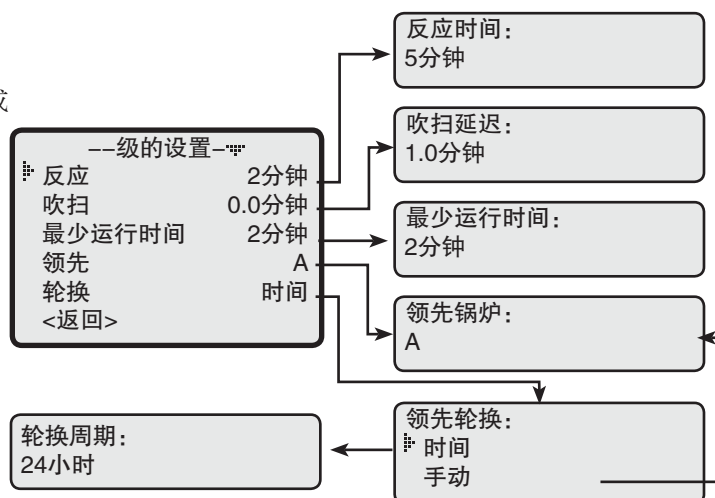 --级的设置-
反应 2分钟
吹扫 0.0分钟
最少运行时间 2分钟
领先 A
轮换 时间
<返回>
反应时间:
5分钟
吹扫延迟:
1.0分钟
最少运行时间:
2分钟
领先锅炉:
A
领先轮换:
时间
手动
轮换周期:
24小时